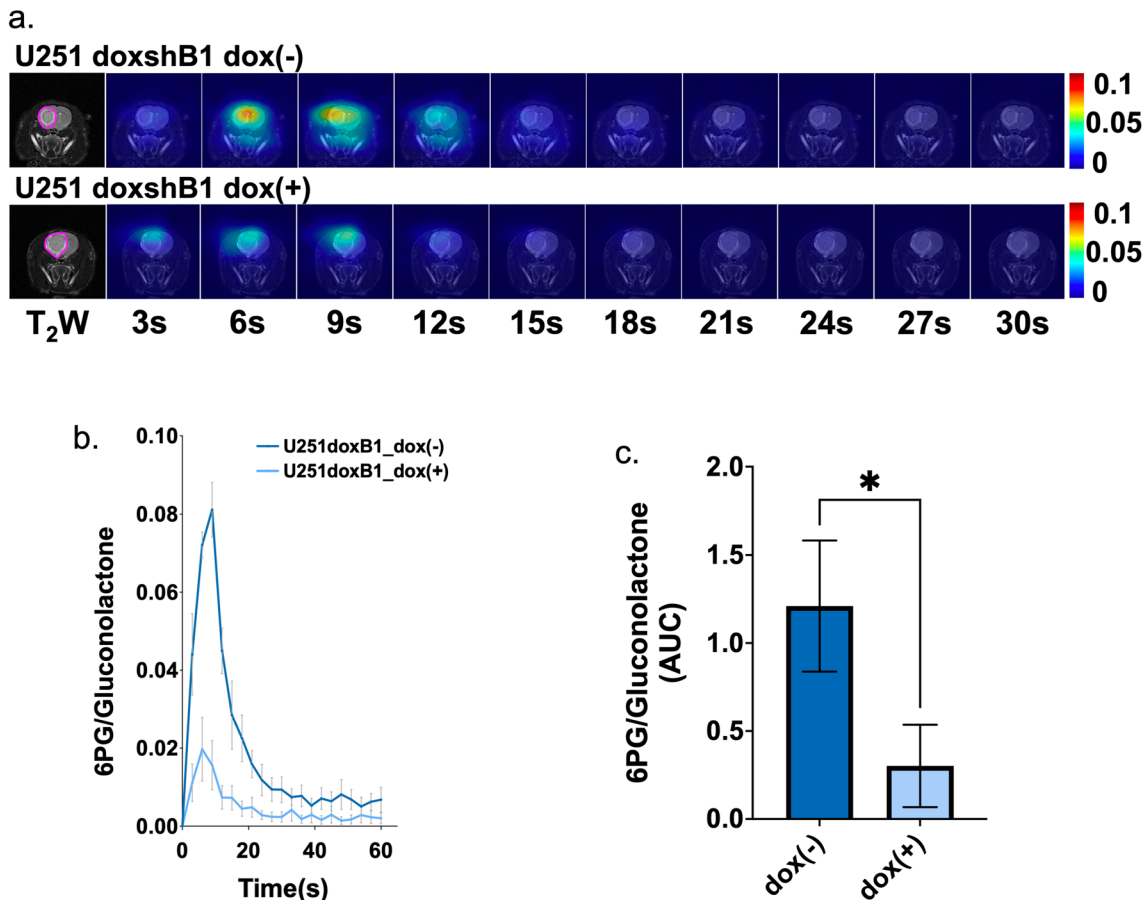 a.
U251 doxshB1 dox(-)
0.1
0.05
0
U251 doxshB1 dox(+)
0.1
0.05
0
T₂W 3s 6s 9s 12s 15s 18s 21s 24s 27s 30s
b.
6PG/Gluconolactone
0.10
0.08
0.06
0.04
0.02
0.00
U251doxB1_dox(-)
U251doxB1_dox(+)
0 20 40 60
Time(s)
c.
6PG/Gluconolactone
(AUC)
2.0
1.5
1.0
0.5
0.0
*
dox(-)
dox(+)